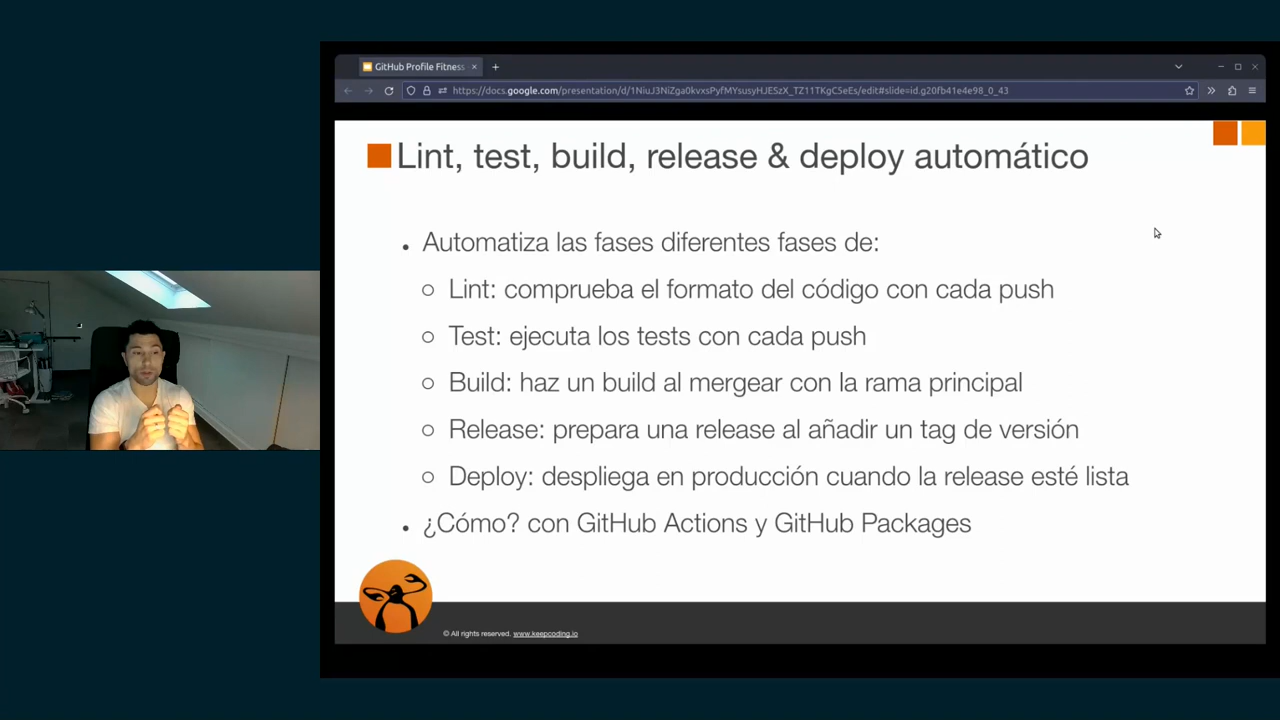 GitHub Profile Fitness
https://docs.google.com/presentation/d/1NiuJ3NiZga0kvxsPyfMYsusyHJESzX_TZ11TKgC5eEs/edit#slide=id.g20fb41e4e98_0_43
Lint, test, build, release & deploy automático
• Automatiza las fases diferentes fases de:
○ Lint: comprueba el formato del código con cada push
○ Test: ejecuta los tests con cada push
○ Build: haz un build al mergear con la rama principal
○ Release: prepara una release al añadir un tag de versión
○ Deploy: despliega en producción cuando la release esté lista
• ¿Cómo? con GitHub Actions y GitHub Packages
© All rights reserved. www.keepcoding.io